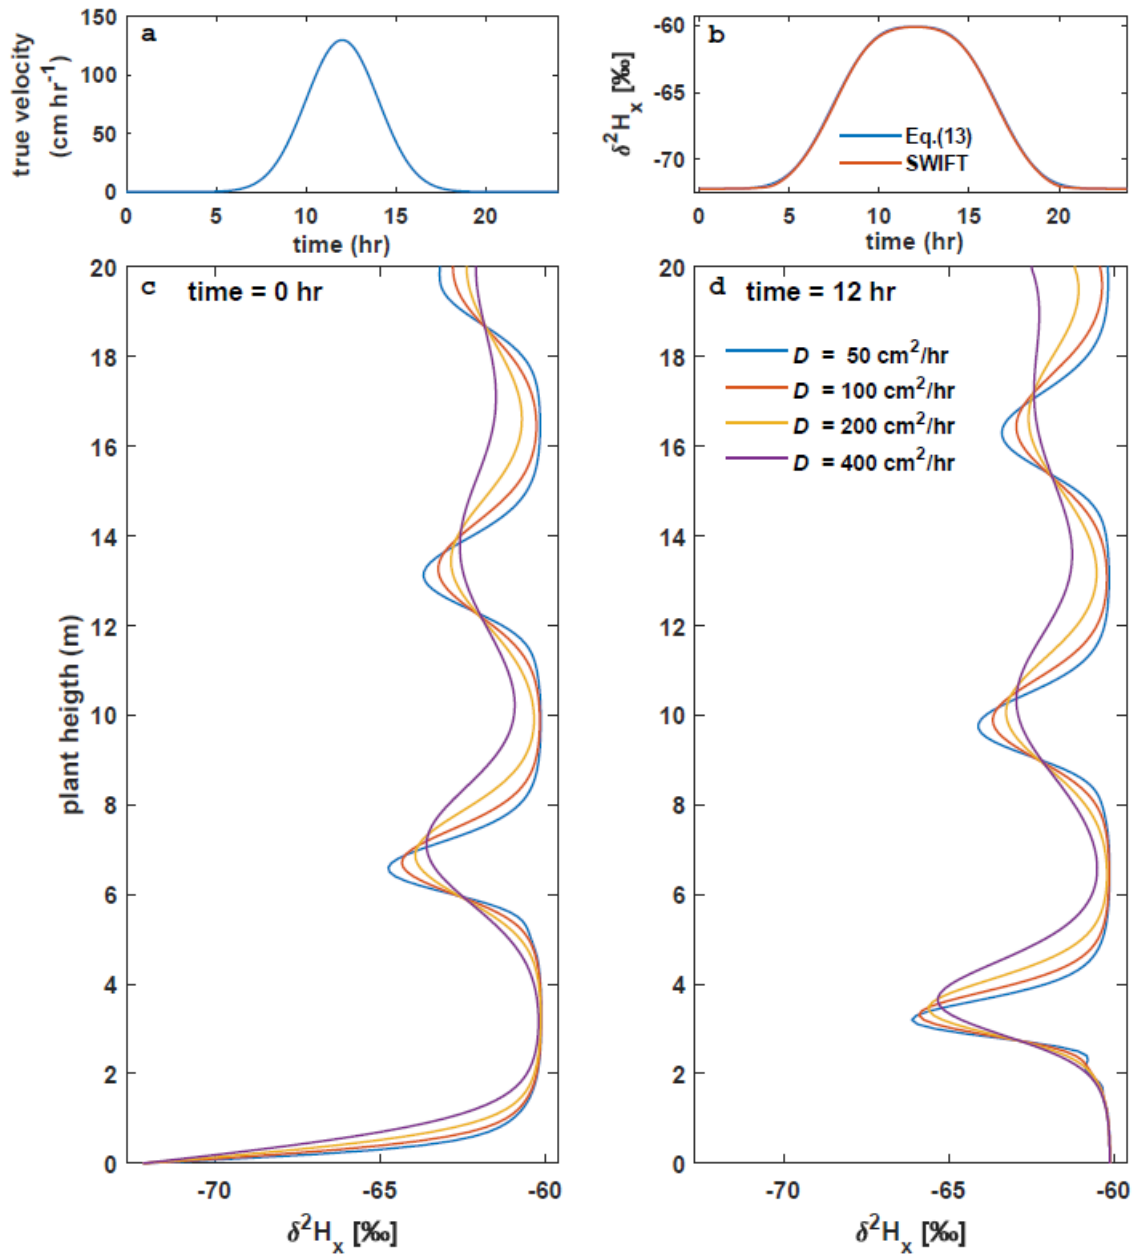 a
150
100
50
0
true velocity
(cm hr⁻¹)
0 5 10 15 20
time (hr)
b
-60
-65
-70
δ²Hₓ [‰]
Eq.(13)
SWIFT
0 5 10 15 20
time (hr)
c time = 0 hr
20
18
16
14
12
10
8
6
4
2
0
plant heigth (m)
-70 -65 -60
δ²Hₓ [‰]
d time = 12 hr
D = 50 cm²/hr
D = 100 cm²/hr
D = 200 cm²/hr
D = 400 cm²/hr
20
18
16
14
12
10
8
6
4
2
0
-70 -65 -60
δ²Hₓ [‰]